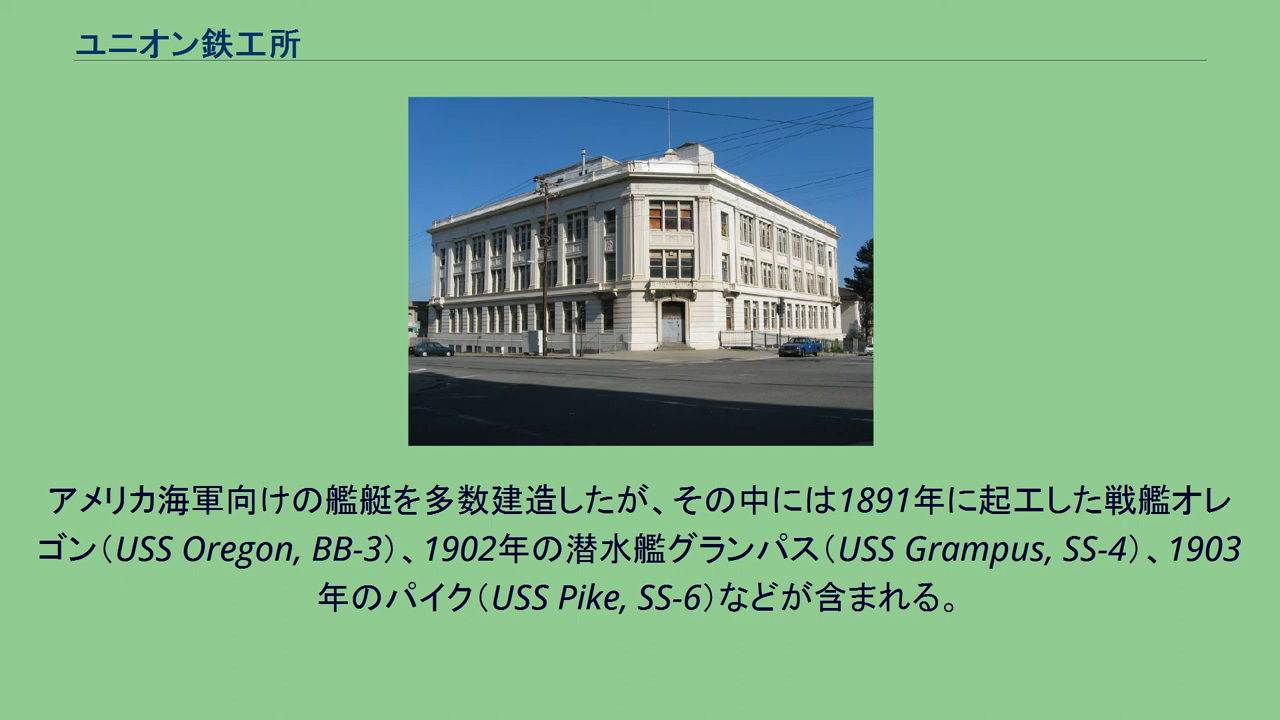 ユニオン鉄工所
アメリカ海軍向けの艦艇を多数建造したが、その中には1891年に起工した戦艦オレ
ゴン（USS Oregon, BB-3）、1902年の潜水艦グランパス（USS Grampus, SS-4）、1903
年のパイク（USS Pike, SS-6）などが含まれる。